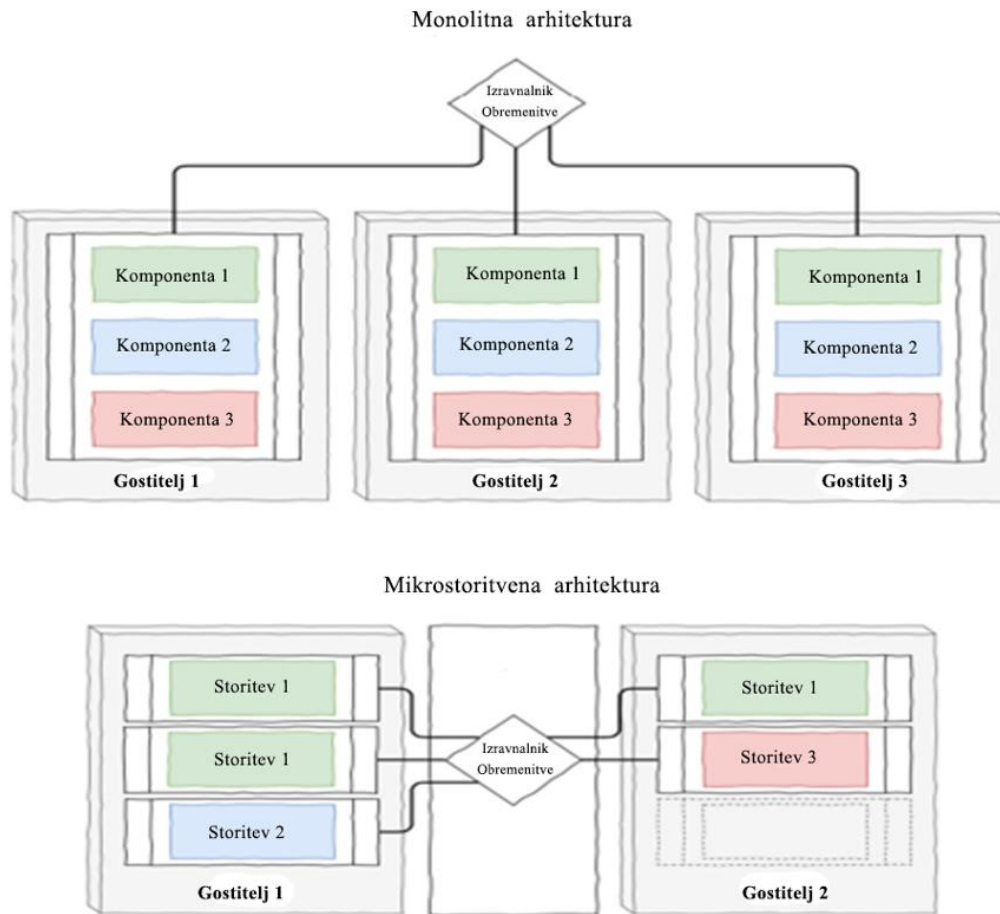 Monolitna arhitektura
Izravnalnik
Obremenitve
Komponenta 1
Komponenta 2
Komponenta 3
Gostitelj 1
Komponenta 1
Komponenta 2
Komponenta 3
Gostitelj 2
Komponenta 1
Komponenta 2
Komponenta 3
Gostitelj 3
Mikrostoritvena arhitektura
Storitev 1
Storitev 1
Storitev 2
Gostitelj 1
Izravnalnik
Obremenitve
Storitev 1
Storitev 3
Gostitelj 2